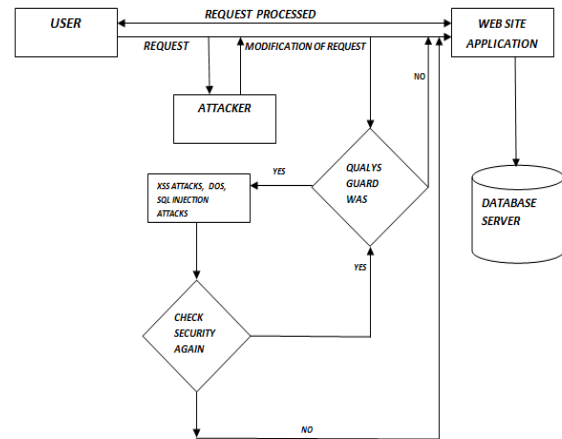 REQUEST PROCESSED
USER
WEB SITE
APPLICATION
REQUEST
MODIFICATION OF REQUEST
NO
ATTACKER
YES
QUALYS
GUARD
WAS
XSS ATTACKS, DOS,
SQL INJECTION
ATTACKS
DATABASE
SERVER
YES
CHECK
SECURITY
AGAIN
NO